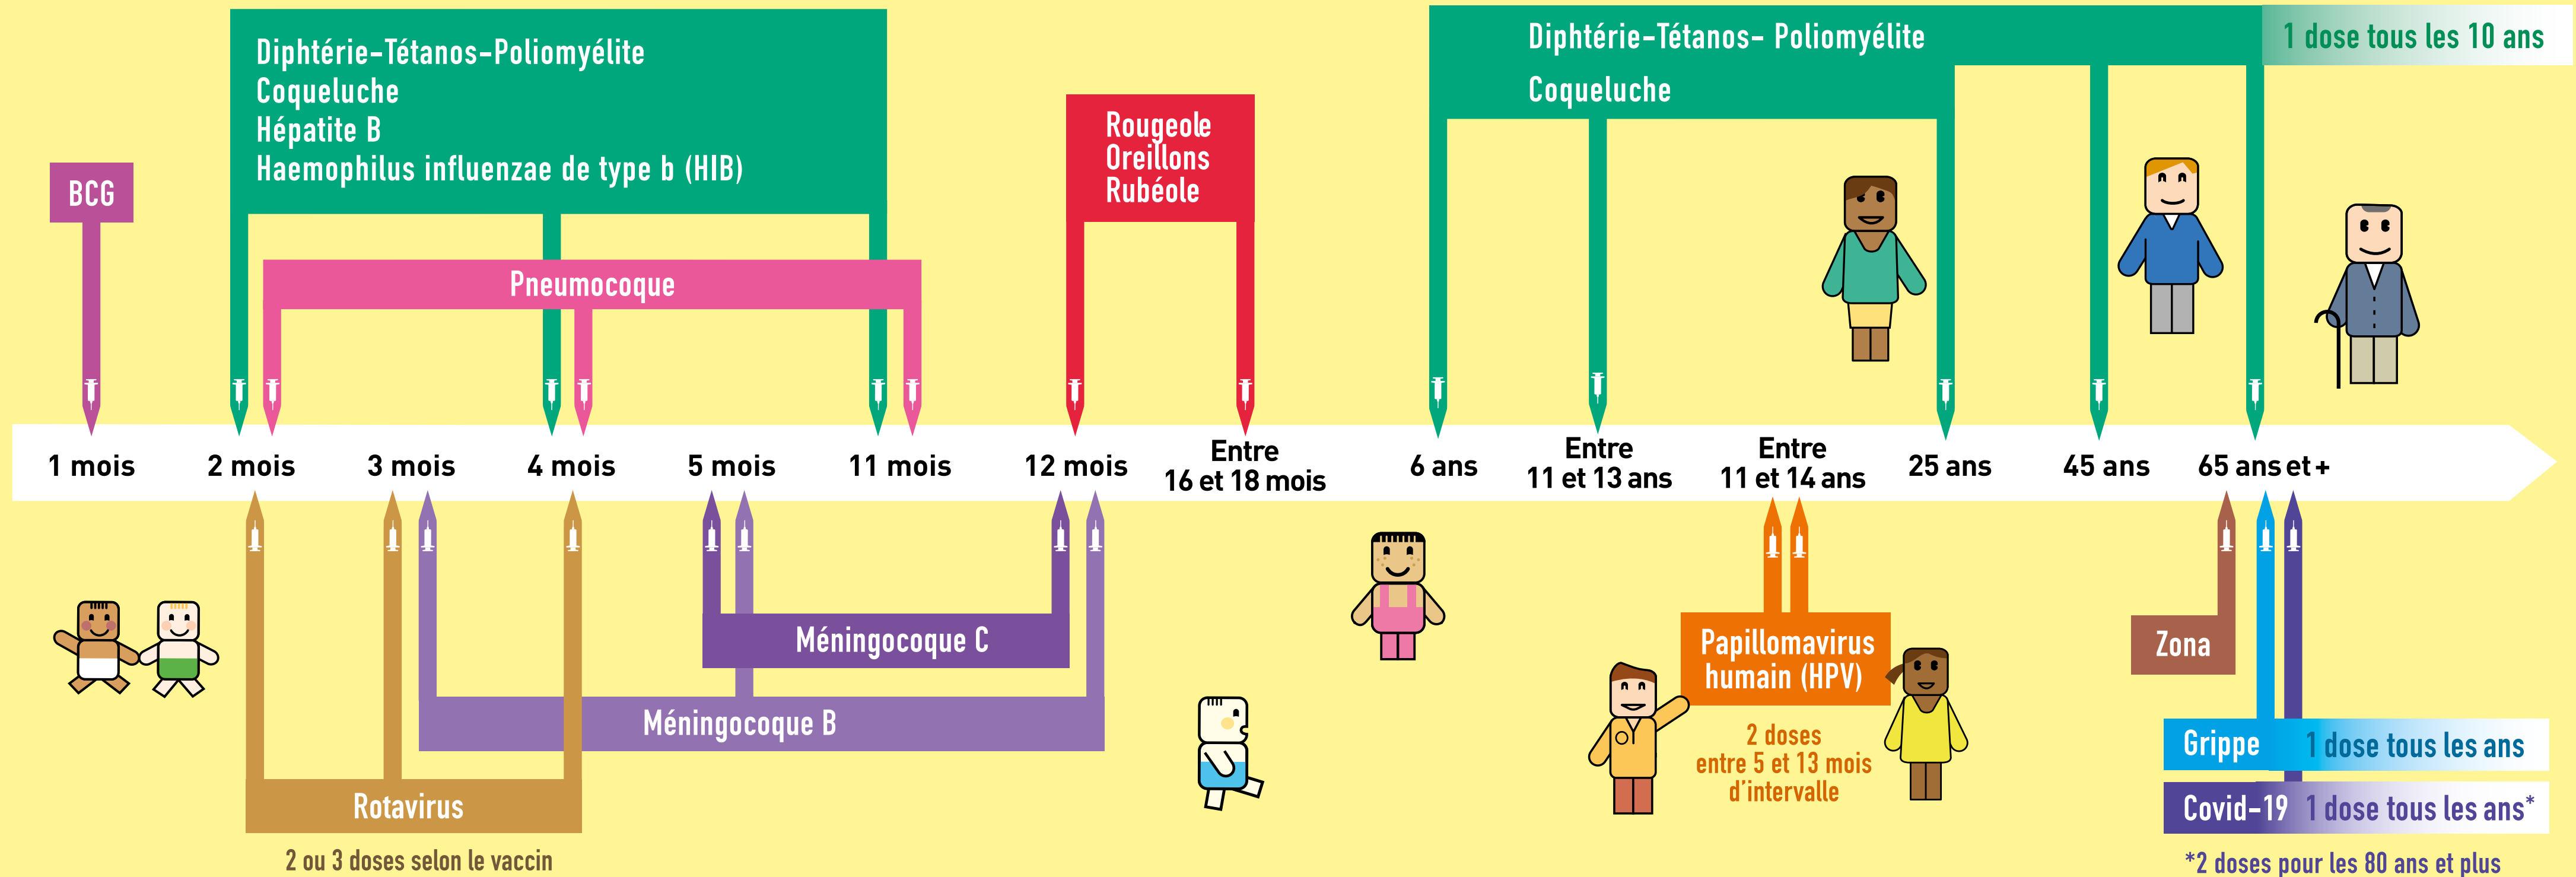 BCG
Diphtérie-Tétanos-Poliomyélite
Coqueluche
Hépatite B
Haemophilus influenzae de type b (HIB)
Pneumocoque
Rougeole
Oreillons
Rubéole
Diphtérie-Tétanos- Poliomyélite
Coqueluche
1 dose tous les 10 ans
1 mois
2 mois
3 mois
4 mois
5 mois
11 mois
12 mois
Entre
16 et 18 mois
6 ans
Entre
11 et 13 ans
Entre
11 et 14 ans
25 ans
45 ans
65 ans et +
Méningocoque C
Méningocoque B
Rotavirus
2 ou 3 doses selon le vaccin
Papillomavirus
humain (HPV)
2 doses
entre 5 et 13 mois
d'intervalle
Zona
Grippe 1 dose tous les ans
Covid-19 1 dose tous les ans*
*2 doses pour les 80 ans et plus